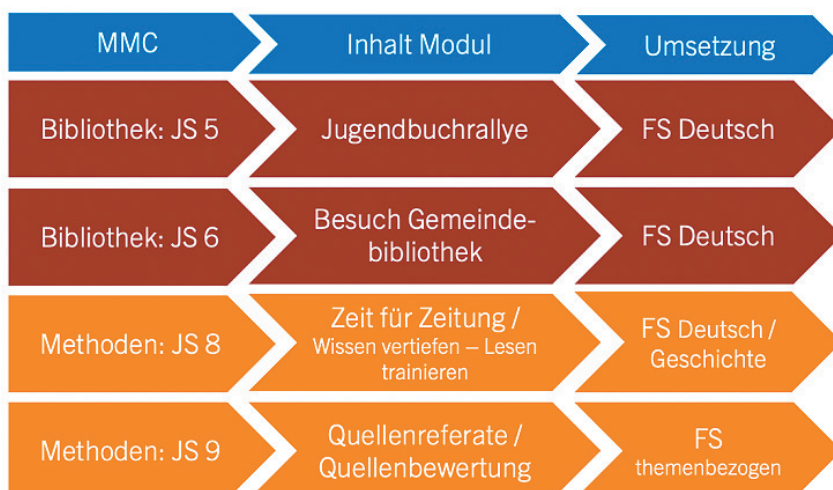 MMC
Inhalt Modul
Umsetzung
Bibliothek: JS 5
Jugendbuchrallye
FS Deutsch
Bibliothek: JS 6
Besuch Gemeinde-
bibliothek
FS Deutsch
Methoden: JS 8
Zeit für Zeitung /
Wissen vertiefen – Lesen
trainieren
FS Deutsch /
Geschichte
Methoden: JS 9
Quellenreferate /
Quellenbewertung
FS
themenbezogen